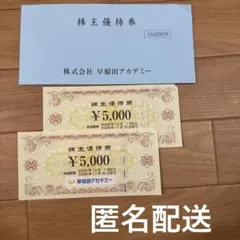 株主優待券
10,000円
株式会社 早稲田アカデミー
株主優待券
¥5,000
株主優待券
¥5,000
早稲田アカデミー
匿名配送